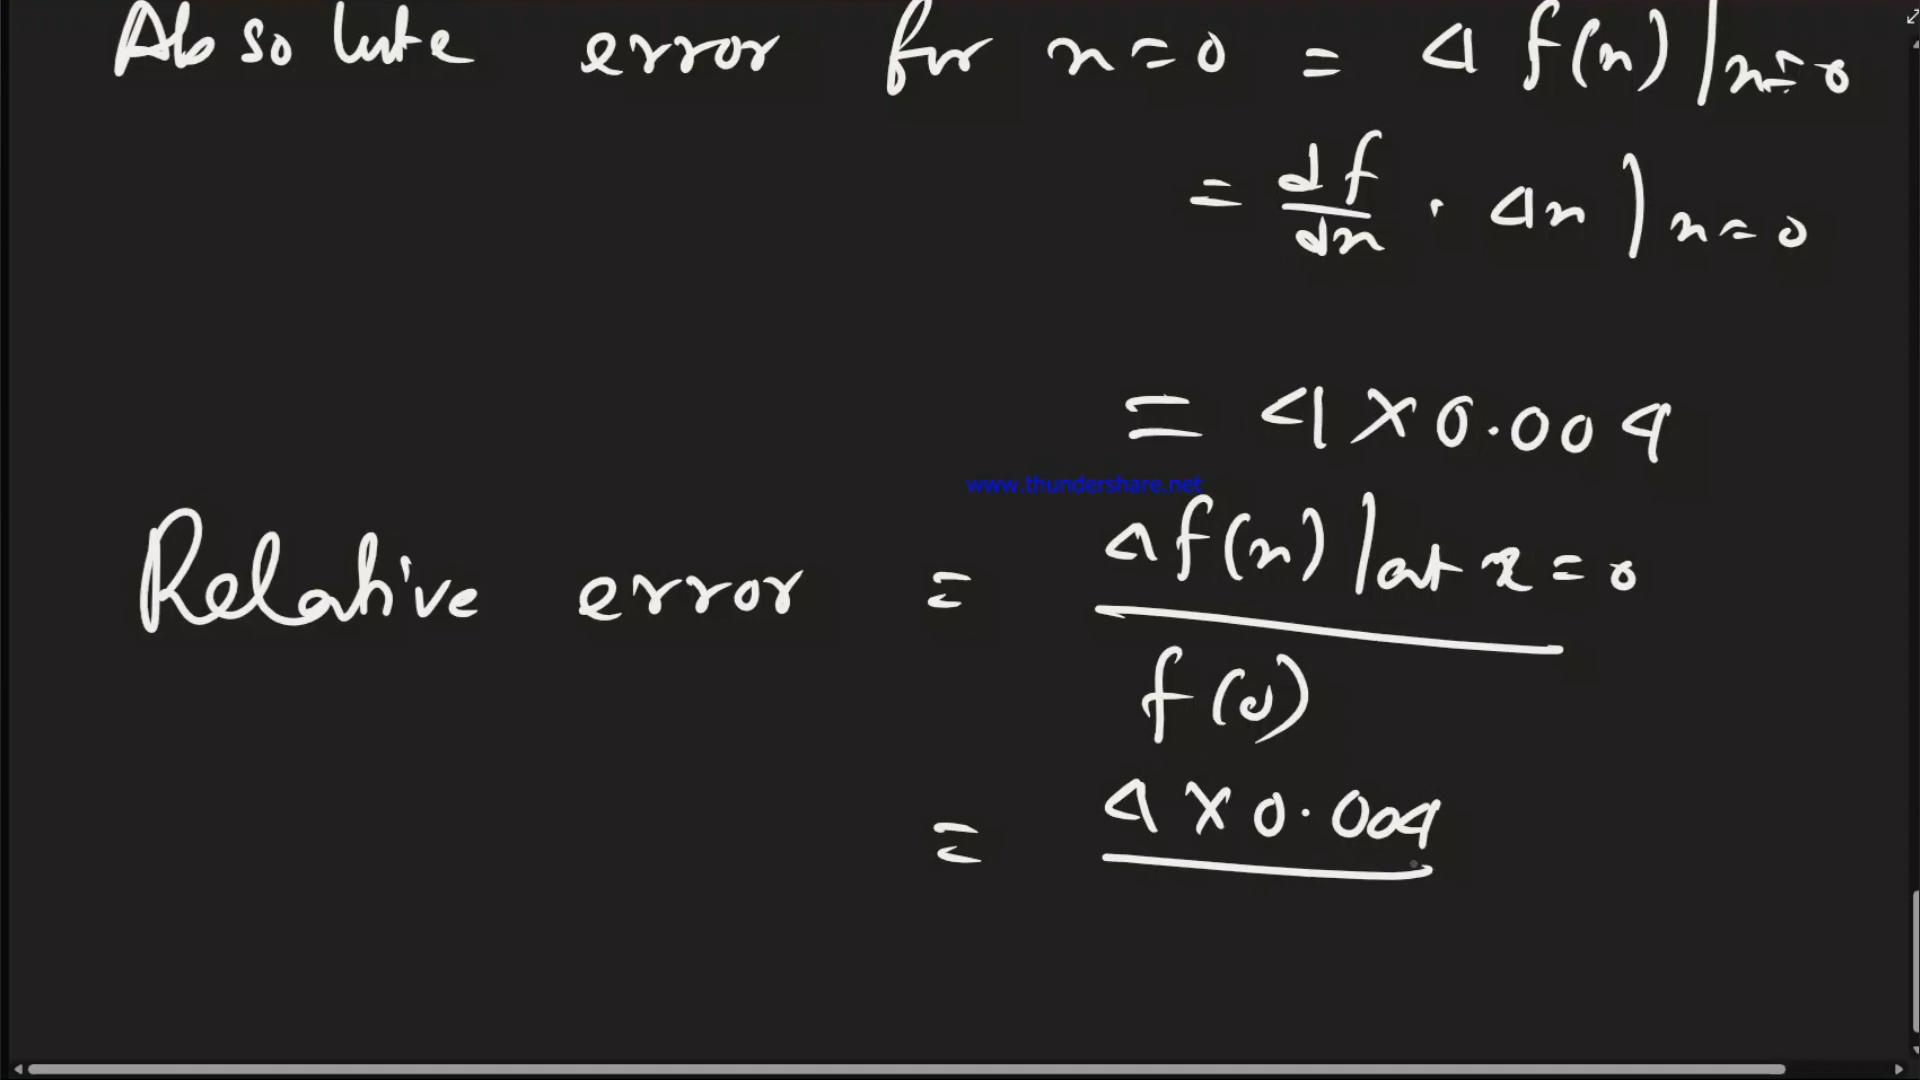 Absolute error for x=0 = Δf(x)|x=0
= df/dx · Δx)x=0
= 4×0.004
www.thundershare.net
Relative error = Δf(x)|at x=0 / f(0)
= 4×0.004